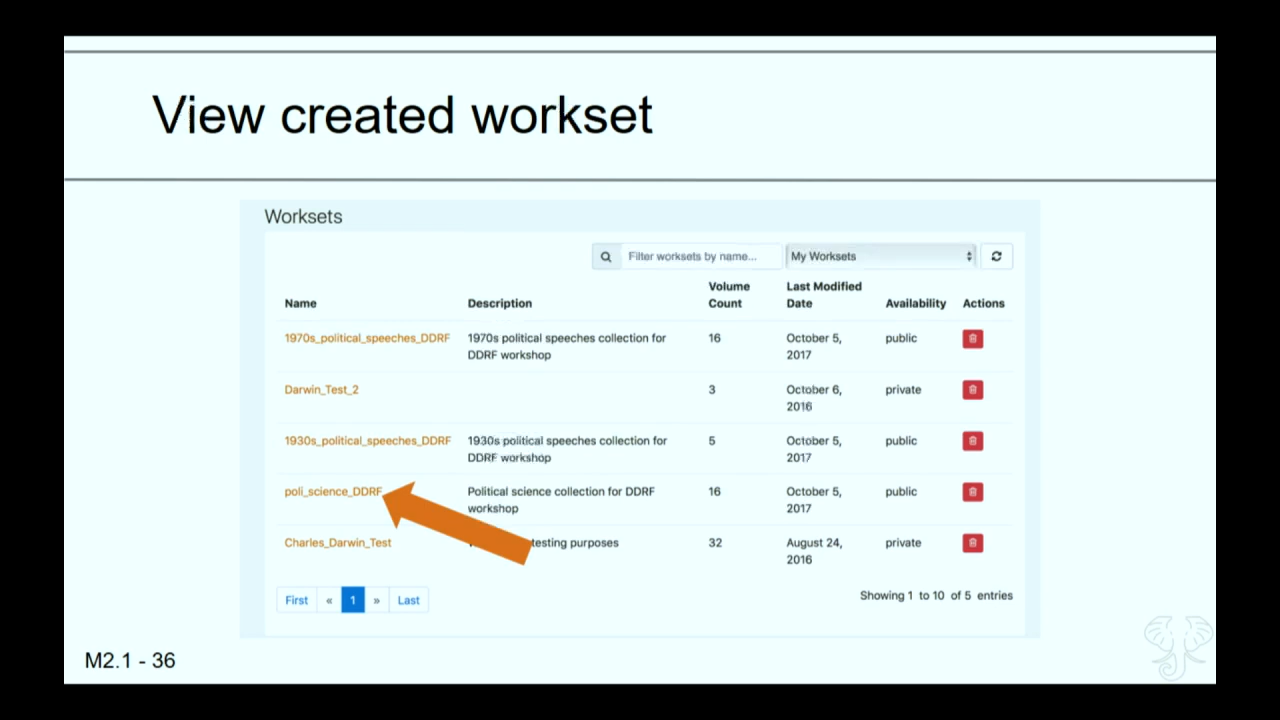 View created workset
Worksets
Filter worksets by name...
My Worksets
Name Description Volume Count Last Modified Date Availability Actions
1970s_political_speeches_DDRF 1970s political speeches collection for DDRF workshop 16 October 5, 2017 public
Darwin_Test_2 3 October 6, 2016 private
1930s_political_speeches_DDRF 1930s political speeches collection for DDRF workshop 5 October 5, 2017 public
poli_science_DDRF Political science collection for DDRF workshop 16 October 5, 2017 public
Charles_Darwin_Test testing purposes 32 August 24, 2016 private
First « 1 » Last
Showing 1 to 10 of 5 entries
M2.1 - 36